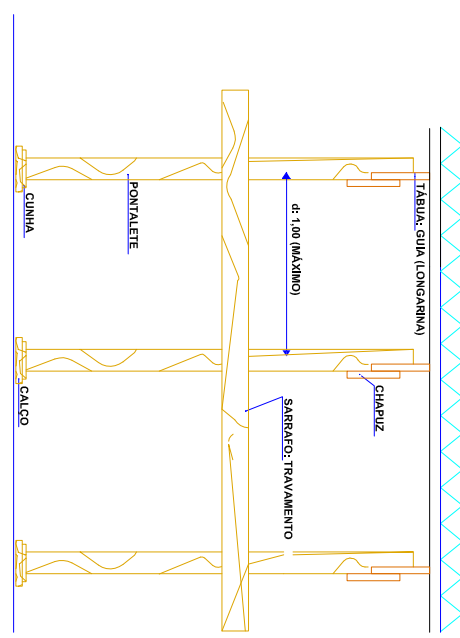 TÁBUA: GUIA (LONGARINA)
CHAPUZ
d: 1,00 (MÁXIMO)
SARRAFO: TRAVAMENTO
PONTALETE
CUNHA
CALÇO